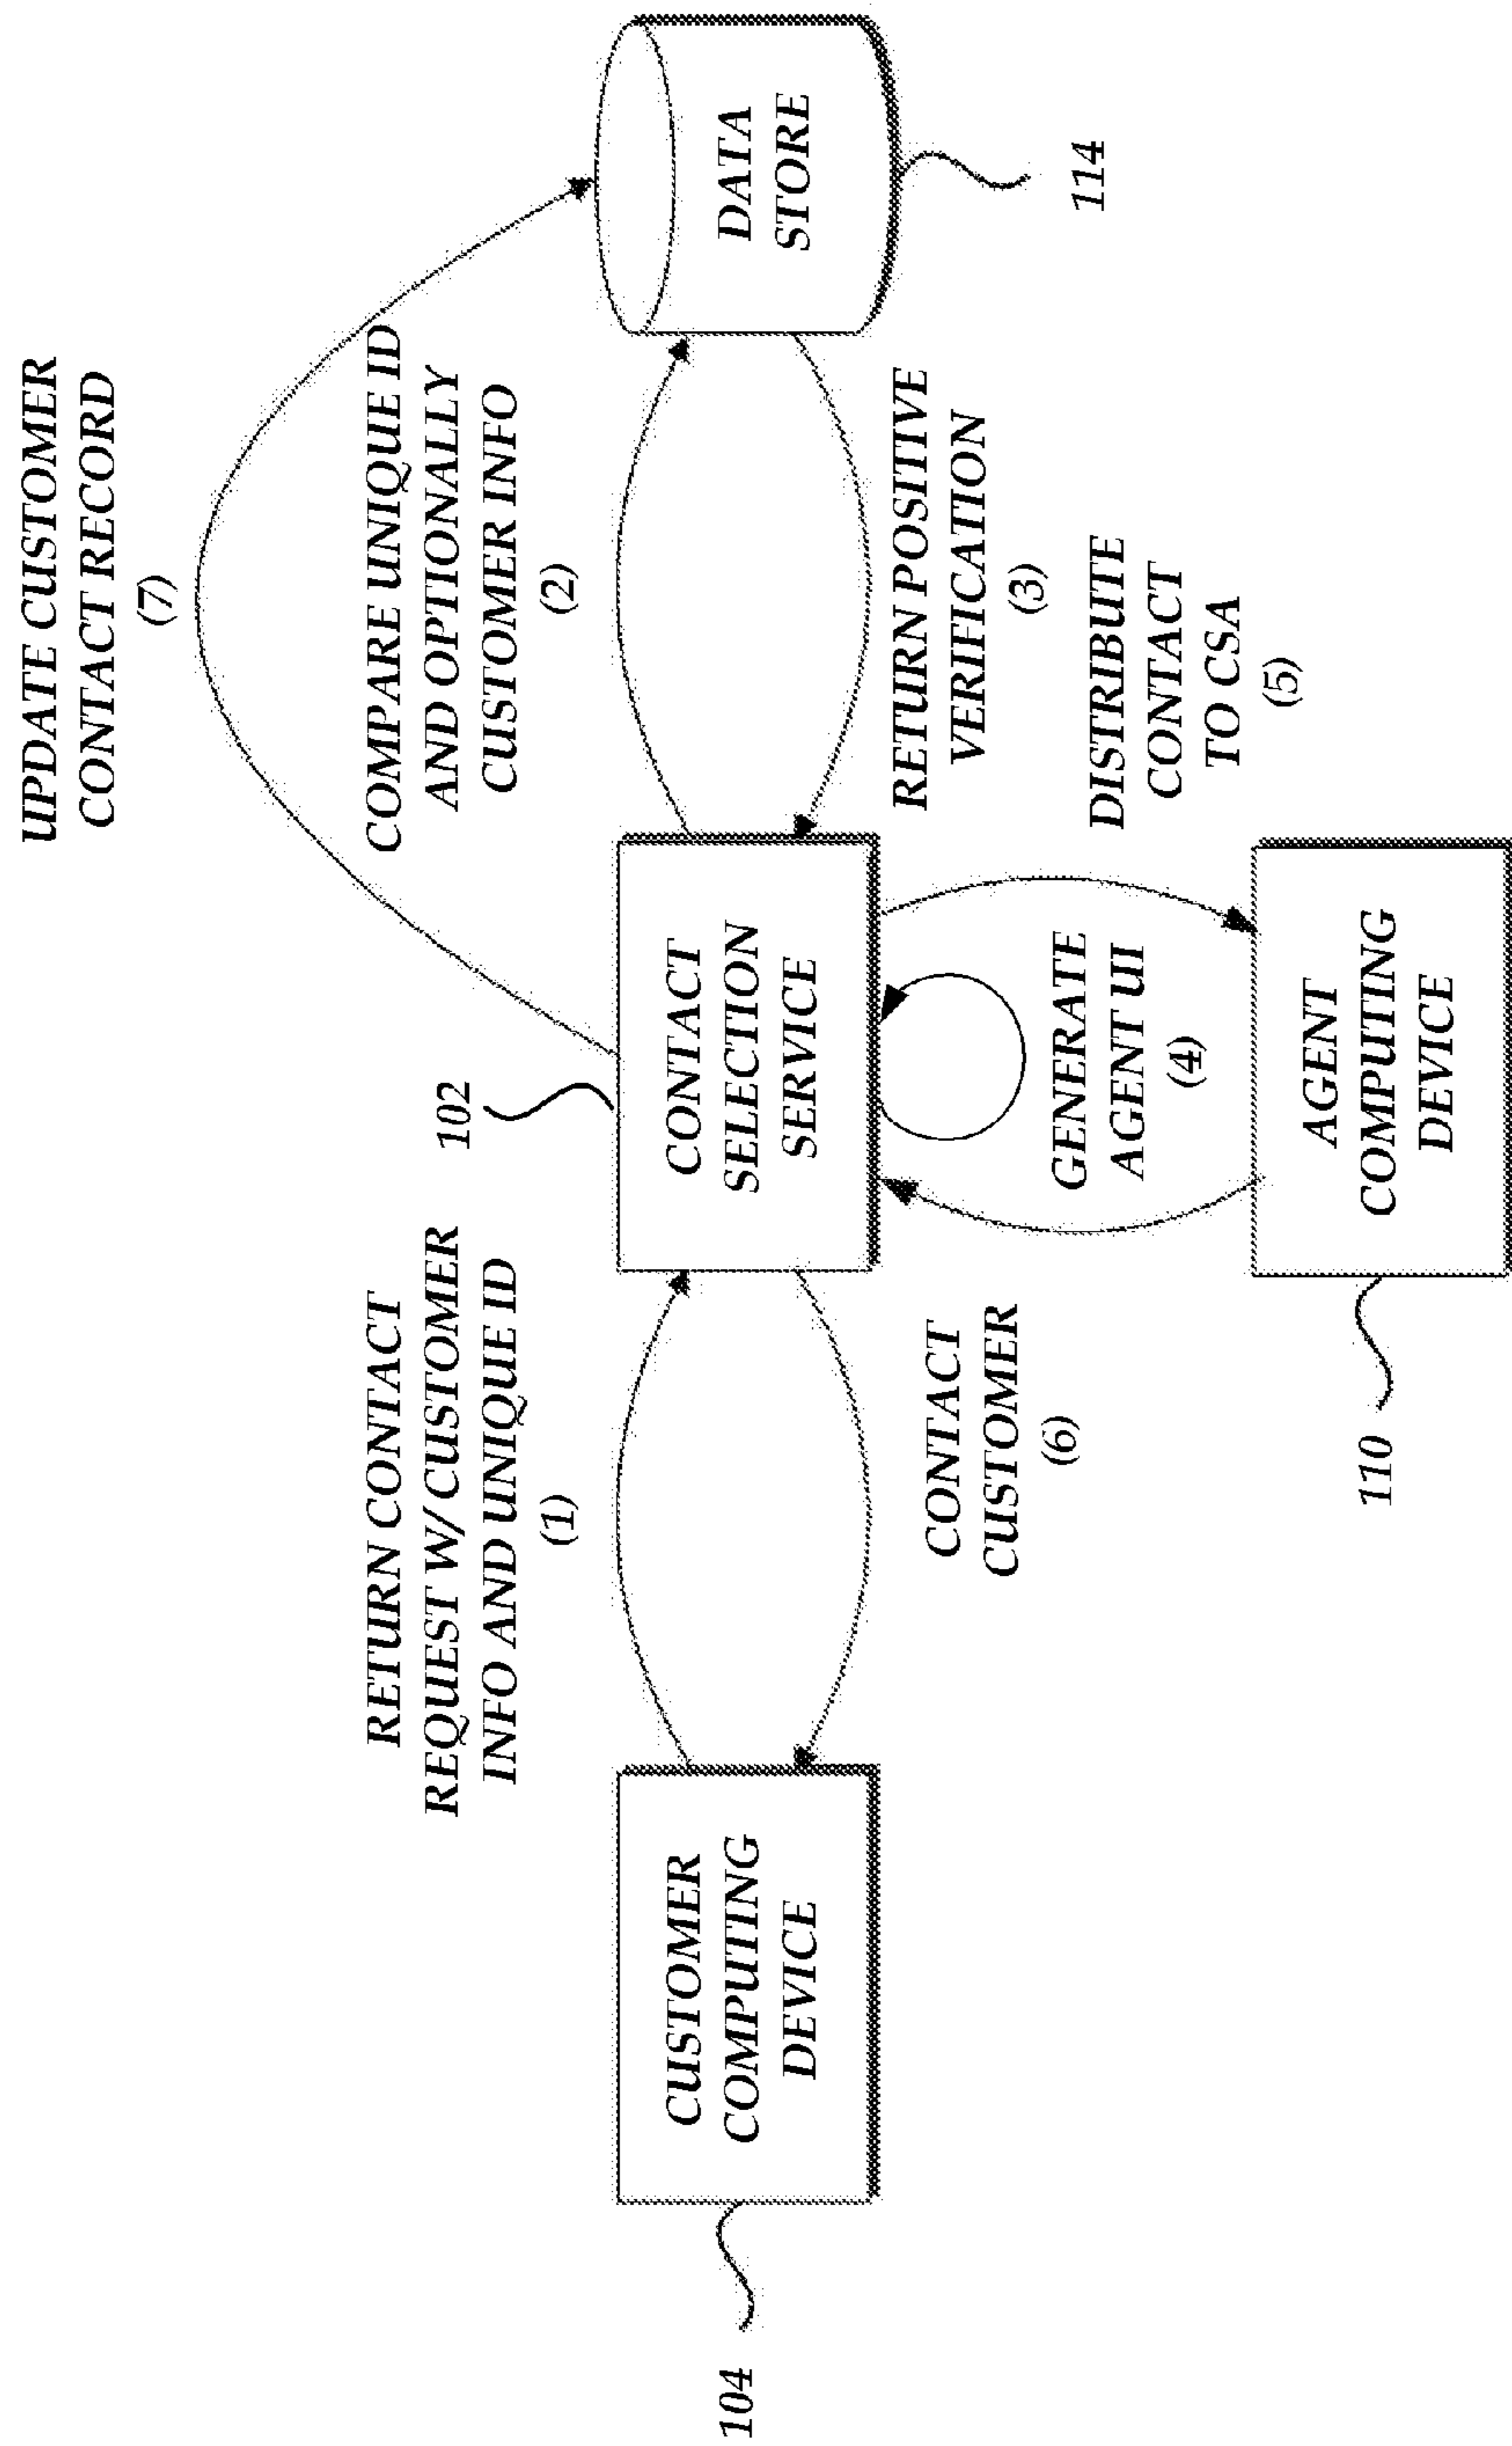 UPDATE CUSTOMER
CONTACT RECORD
(7)
RETURN CONTACT
REQUEST W/ CUSTOMER
INFO AND UNIQUE ID
(1)
102
COMPARE UNIQUE ID
AND OPTIONALLY
CUSTOMER INFO
(2)
104
CUSTOMER
COMPUTING
DEVICE
CONTACT
SELECTION
SERVICE
DATA
STORE
114
CONTACT
CUSTOMER
(6)
GENERATE
AGENT UI
(4)
RETURN POSITIVE
VERIFICATION
(3)
DISTRIBUTE
CONTACT
TO CSA
(5)
110
AGENT
COMPUTING
DEVICE